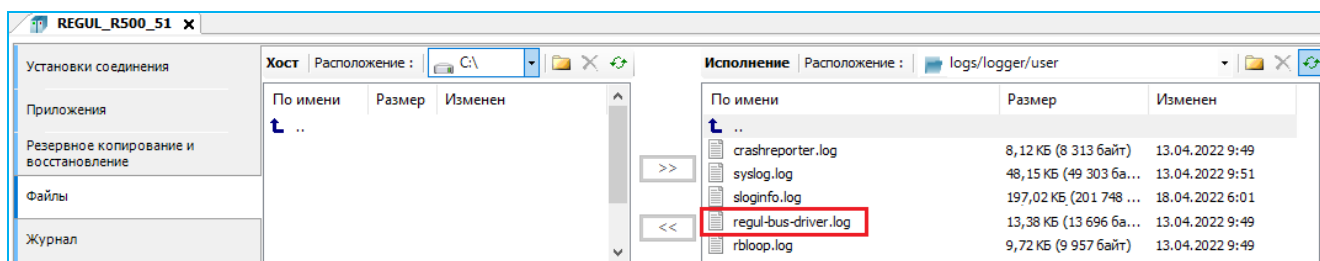 REGUL_R500_51 X
Установки соединения
Приложения
Резервное копирование и
восстановление
Файлы
Журнал
Хост Расположение : C:\
По имени Размер Изменен
..
>>
<<
Исполнение Расположение : logs/logger/user
По имени Размер Изменен
..
crashreporter.log 8,12 КБ (8 313 байт) 13.04.2022 9:49
syslog.log 48,15 КБ (49 303 ба... 13.04.2022 9:51
sloginfo.log 197,02 КБ (201 748 ... 18.04.2022 6:01
regul-bus-driver.log 13,38 КБ (13 696 ба... 13.04.2022 9:49
rbloop.log 9,72 КБ (9 957 байт) 13.04.2022 9:49